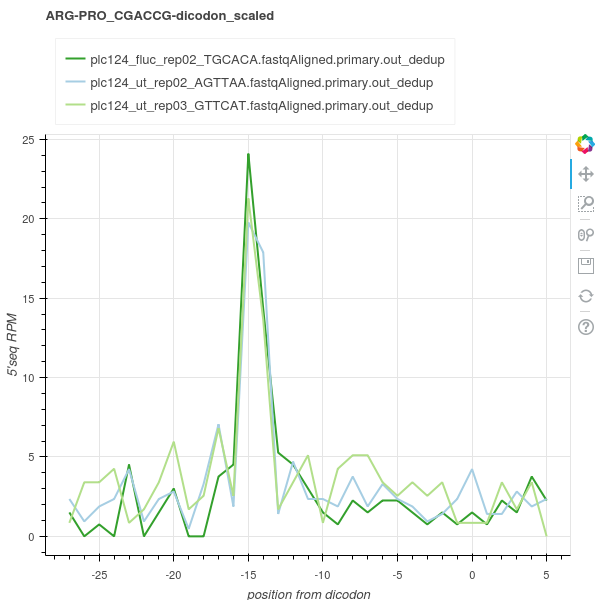 ARG-PRO_CGACCG-dicodon_scaled
plc124_fluc_rep02_TGCACA.fastqAligned.primary.out_dedup
plc124_ut_rep02_AGTTAA.fastqAligned.primary.out_dedup
plc124_ut_rep03_GTTCAT.fastqAligned.primary.out_dedup
25
20
15
10
5
0
5'seq RPM
-25 -20 -15 -10 -5 0 5
position from dicodon